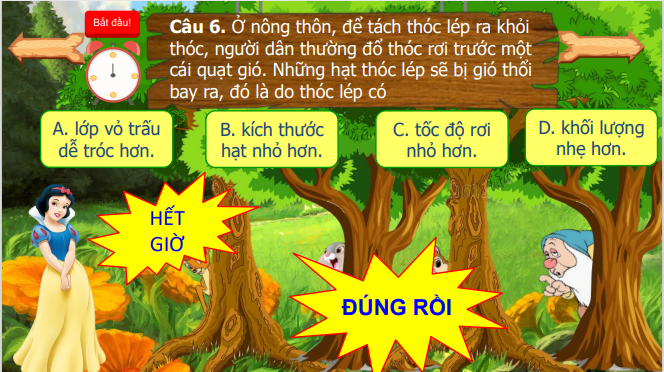 Bắt đầu!
Câu 6. Ở nông thôn, để tách thóc lép ra khỏi
thóc, người dân thường đổ thóc rơi trước một
cái quạt gió. Những hạt thóc lép sẽ bị gió thổi
bay ra, đó là do thóc lép có
A. lớp vỏ trấu
dễ tróc hơn.
B. kích thước
hạt nhỏ hơn.
C. tốc độ rơi
nhỏ hơn.
D. khối lượng
nhẹ hơn.
HẾT
GIỜ
ĐÚNG RỒI